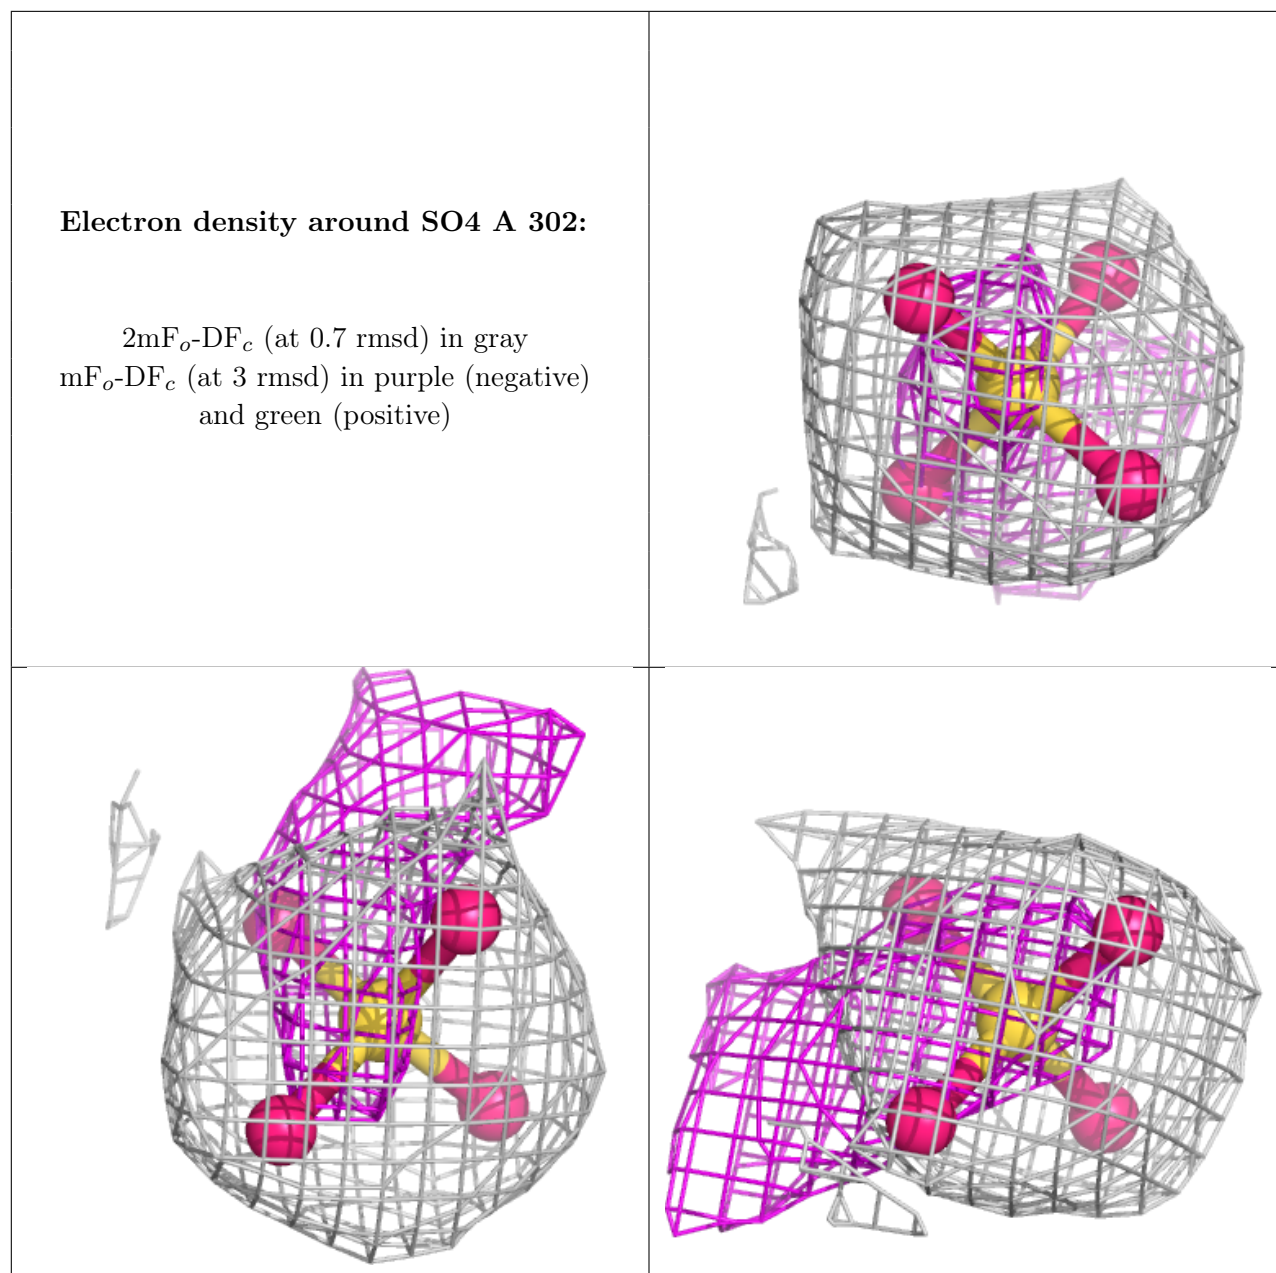 Electron density around SO4 A 302:
2mFo-DFc (at 0.7 rmsd) in gray
mFo-DFc (at 3 rmsd) in purple (negative)
and green (positive)